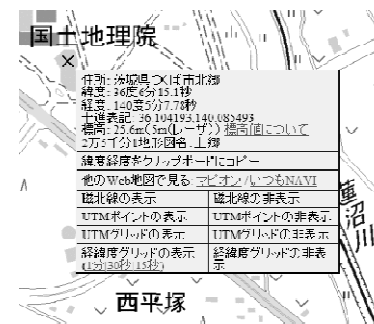 国土地理院
×
住所: 茨城県つくば市北郷
緯度: 36度6分15.1秒
経度: 140度5分7.78秒
十進表記: 36.104193,140.085493
標高: 25.6m(5m(レーザ)) 標高値について
2万5千分1地形図名: 上郷
緯度経度をクリップボードにコピー
他のWeb地図で見る: マピオン / いつもNAVI
磁北線の表示 磁北線の非表示
UTMポイントの表示 UTMポイントの非表示
UTMグリッドの表示 UTMグリッドの非表示
経緯度グリッドの表示 経緯度グリッドの非表
(1分|30秒|15秒) 示
蓮沼川
西平塚